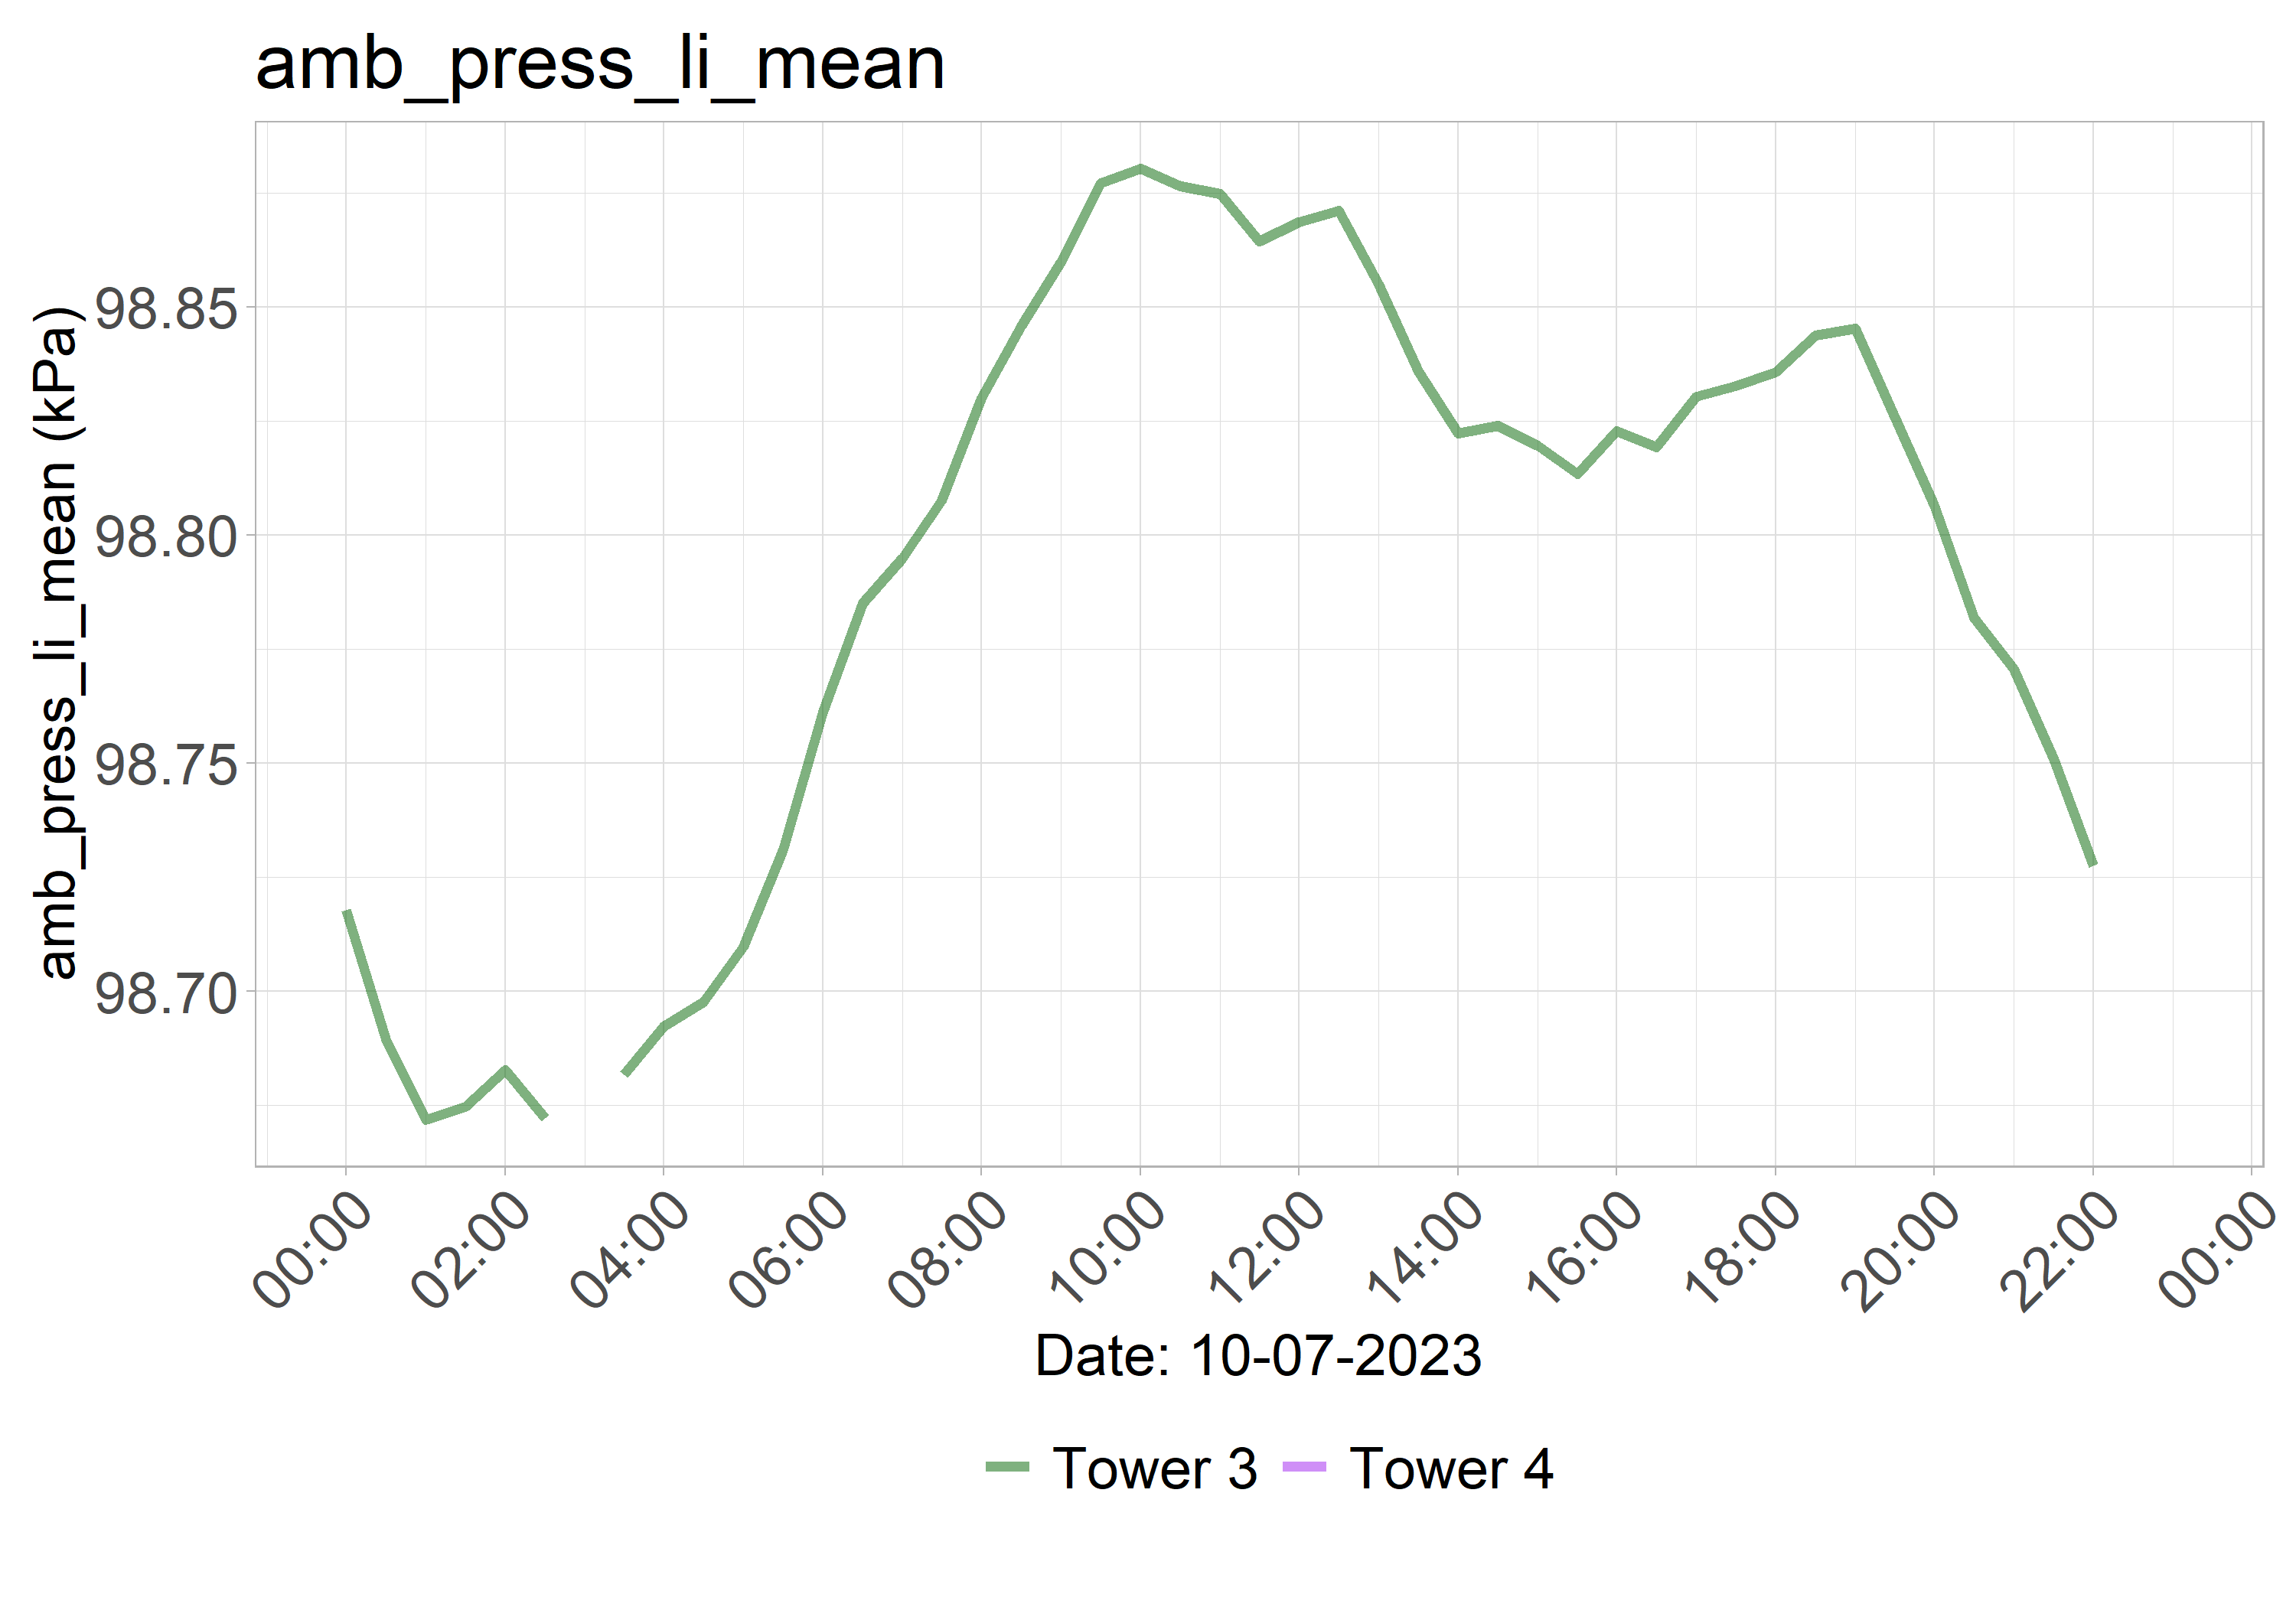 amb_press_li_mean
amb_press_li_mean (kPa)
98.85
98.80
98.75
98.70
00:00 02:00 04:00 06:00 08:00 10:00 12:00 14:00 16:00 18:00 20:00 22:00 00:00
Date: 10-07-2023
Tower 3 Tower 4